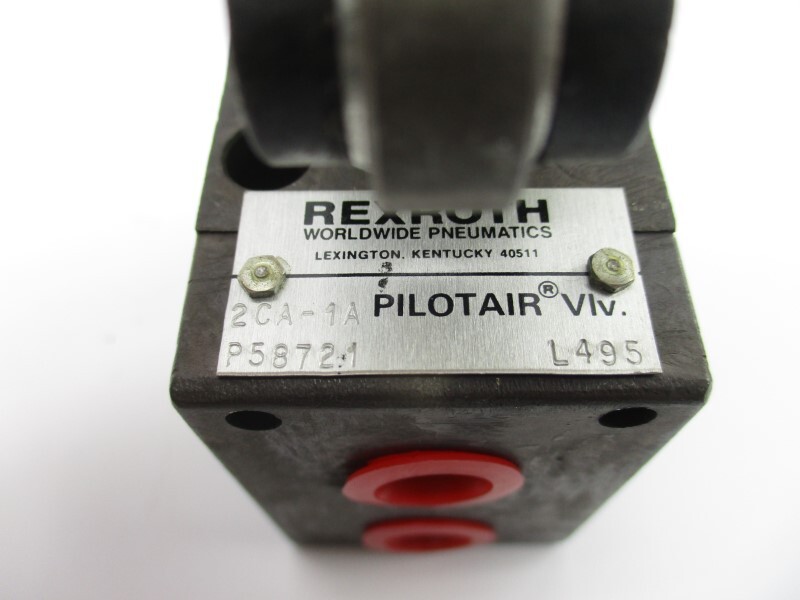 REXROTH
WORLDWIDE PNEUMATICS
LEXINGTON, KENTUCKY 40511
2CA-1A PILOTAIR® Vlv.
P58721 L495